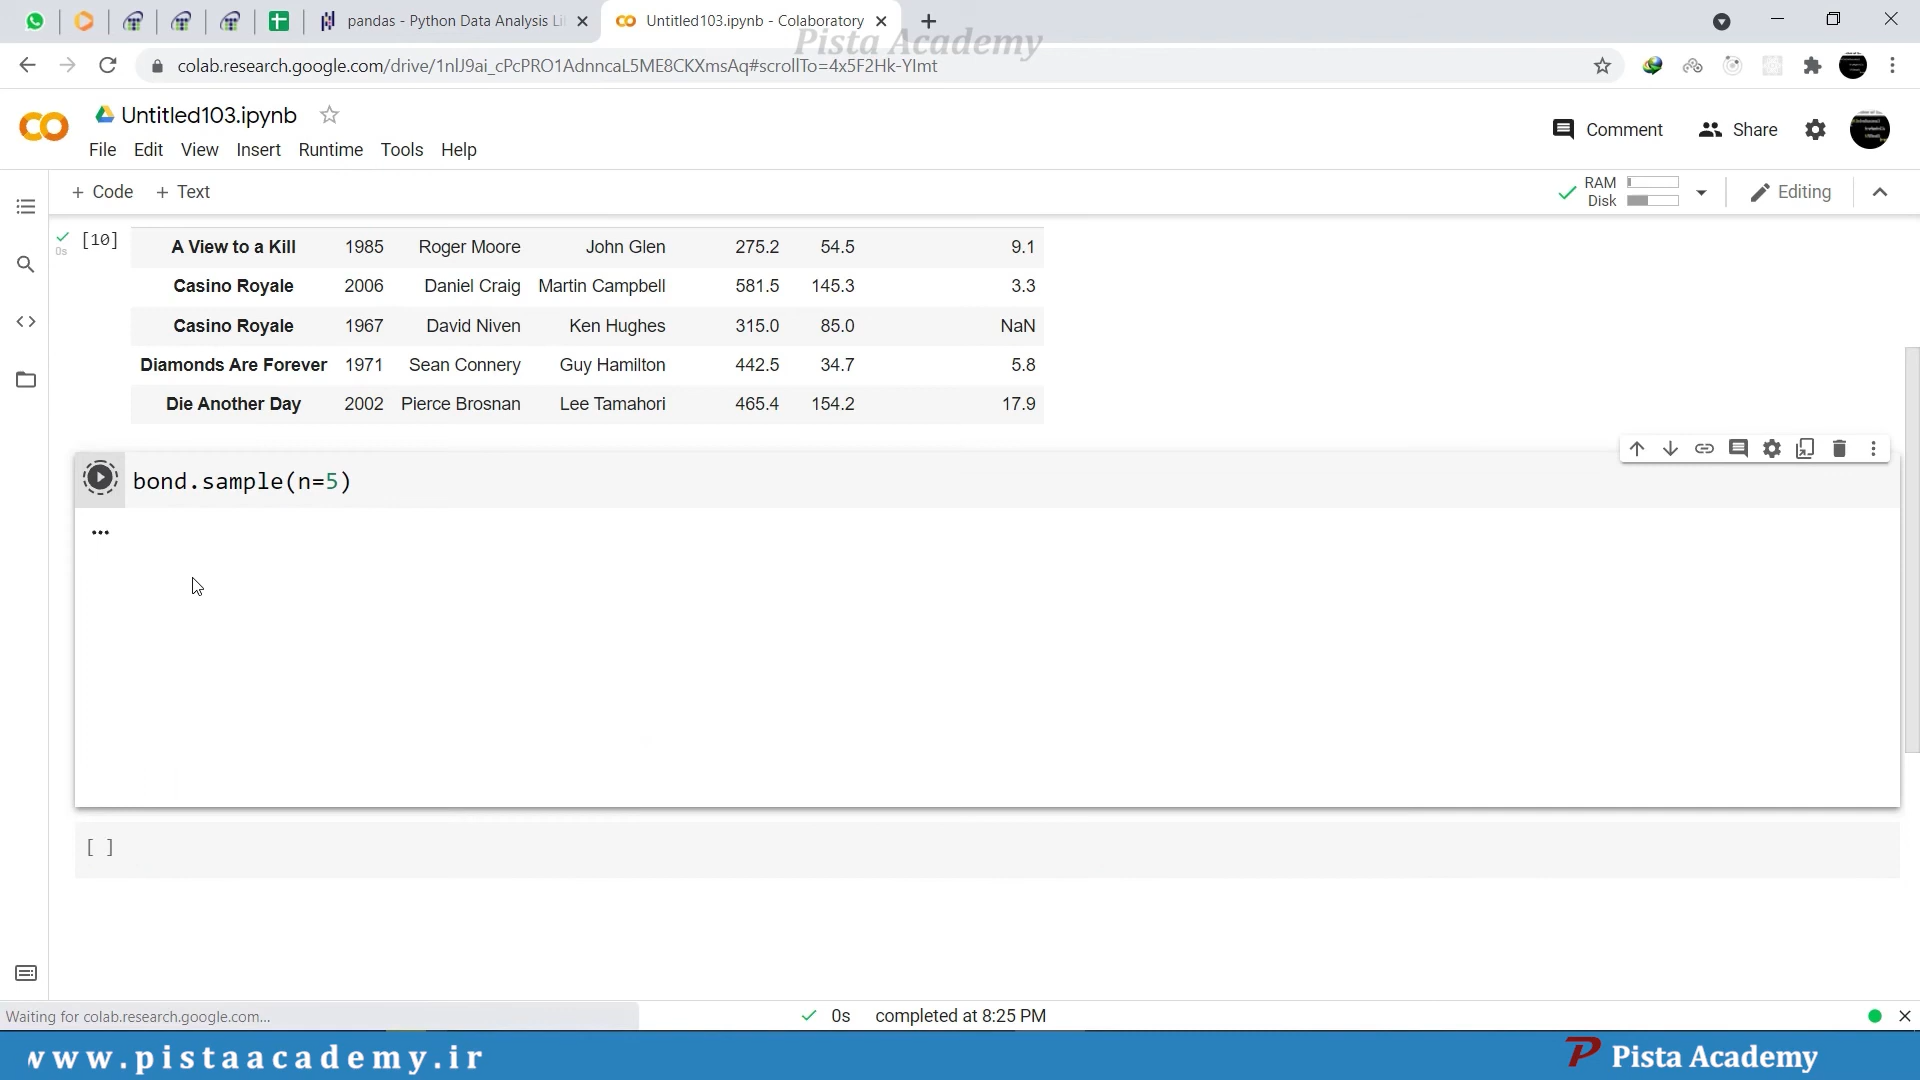 pandas - Python Data Analysis Li
Untitled103.ipynb - Colaboratory
Pista Academy
colab.research.google.com/drive/1nlJ9ai_cPcPRO1AdnncaL5ME8CKXmsAq#scrollTo=4x5F2Hk-YImt
Untitled103.ipynb
Comment Share
File Edit View Insert Runtime Tools Help
+ Code + Text
RAM
Disk
Editing
[10]
0s
A View to a Kill 1985 Roger Moore John Glen 275.2 54.5 9.1
Casino Royale 2006 Daniel Craig Martin Campbell 581.5 145.3 3.3
Casino Royale 1967 David Niven Ken Hughes 315.0 85.0 NaN
Diamonds Are Forever 1971 Sean Connery Guy Hamilton 442.5 34.7 5.8
Die Another Day 2002 Pierce Brosnan Lee Tamahori 465.4 154.2 17.9
bond.sample(n=5)
...
[ ]
Waiting for colab.research.google.com...
0s completed at 8:25 PM
www.pistaacademy.ir
Pista Academy